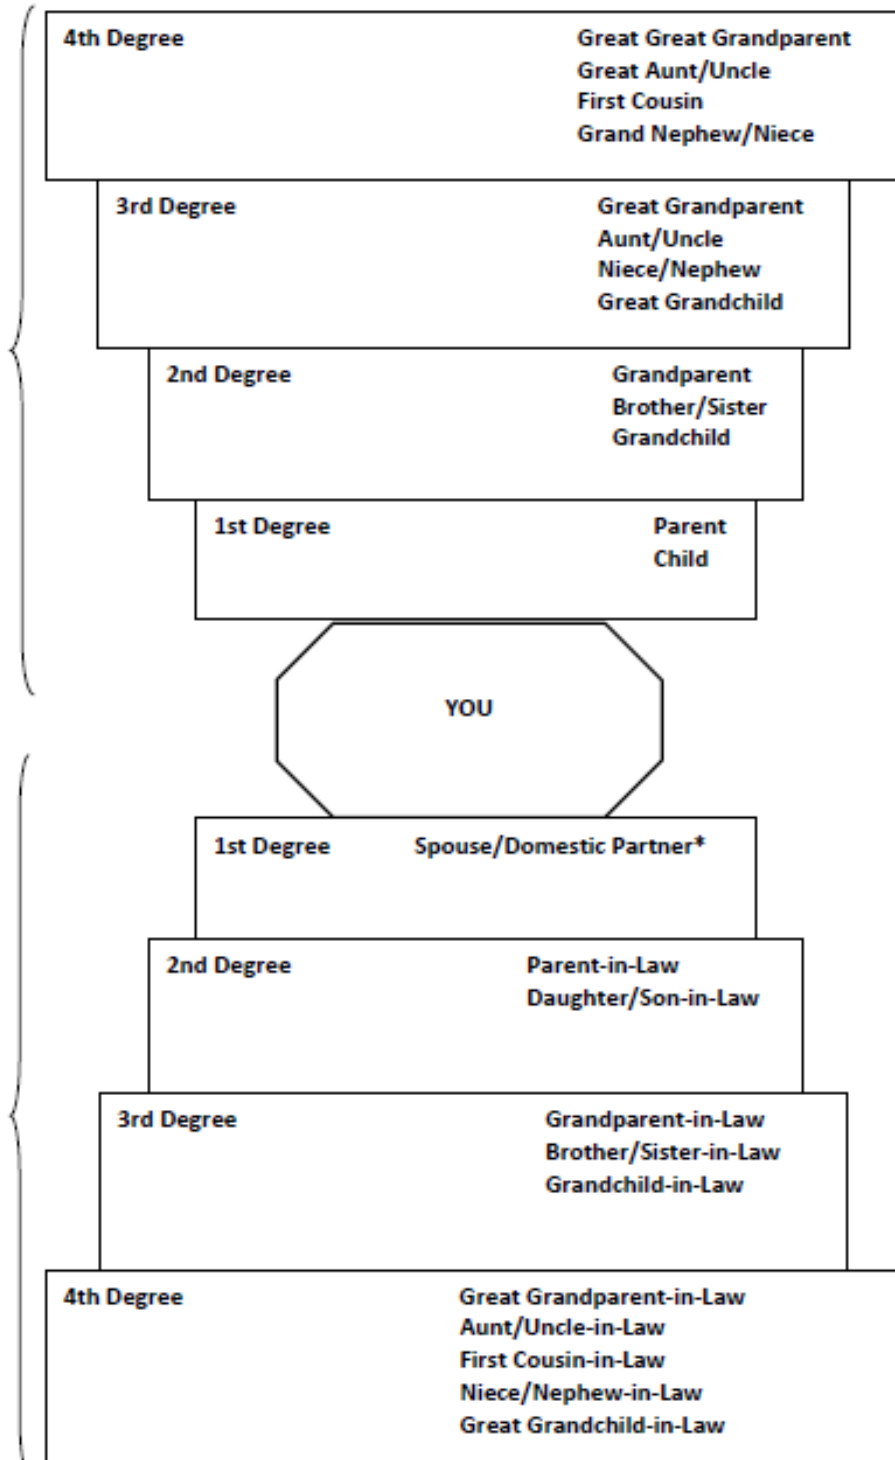 4th Degree Great Great Grandparent
Great Aunt/Uncle
First Cousin
Grand Nephew/Niece
3rd Degree Great Grandparent
Aunt/Uncle
Niece/Nephew
Great Grandchild
2nd Degree Grandparent
Brother/Sister
Grandchild
1st Degree Parent
Child
YOU
1st Degree Spouse/Domestic Partner*
2nd Degree Parent-in-Law
Daughter/Son-in-Law
3rd Degree Grandparent-in-Law
Brother/Sister-in-Law
Grandchild-in-Law
4th Degree Great Grandparent-in-Law
Aunt/Uncle-in-Law
First Cousin-in-Law
Niece/Nephew-in-Law
Great Grandchild-in-Law